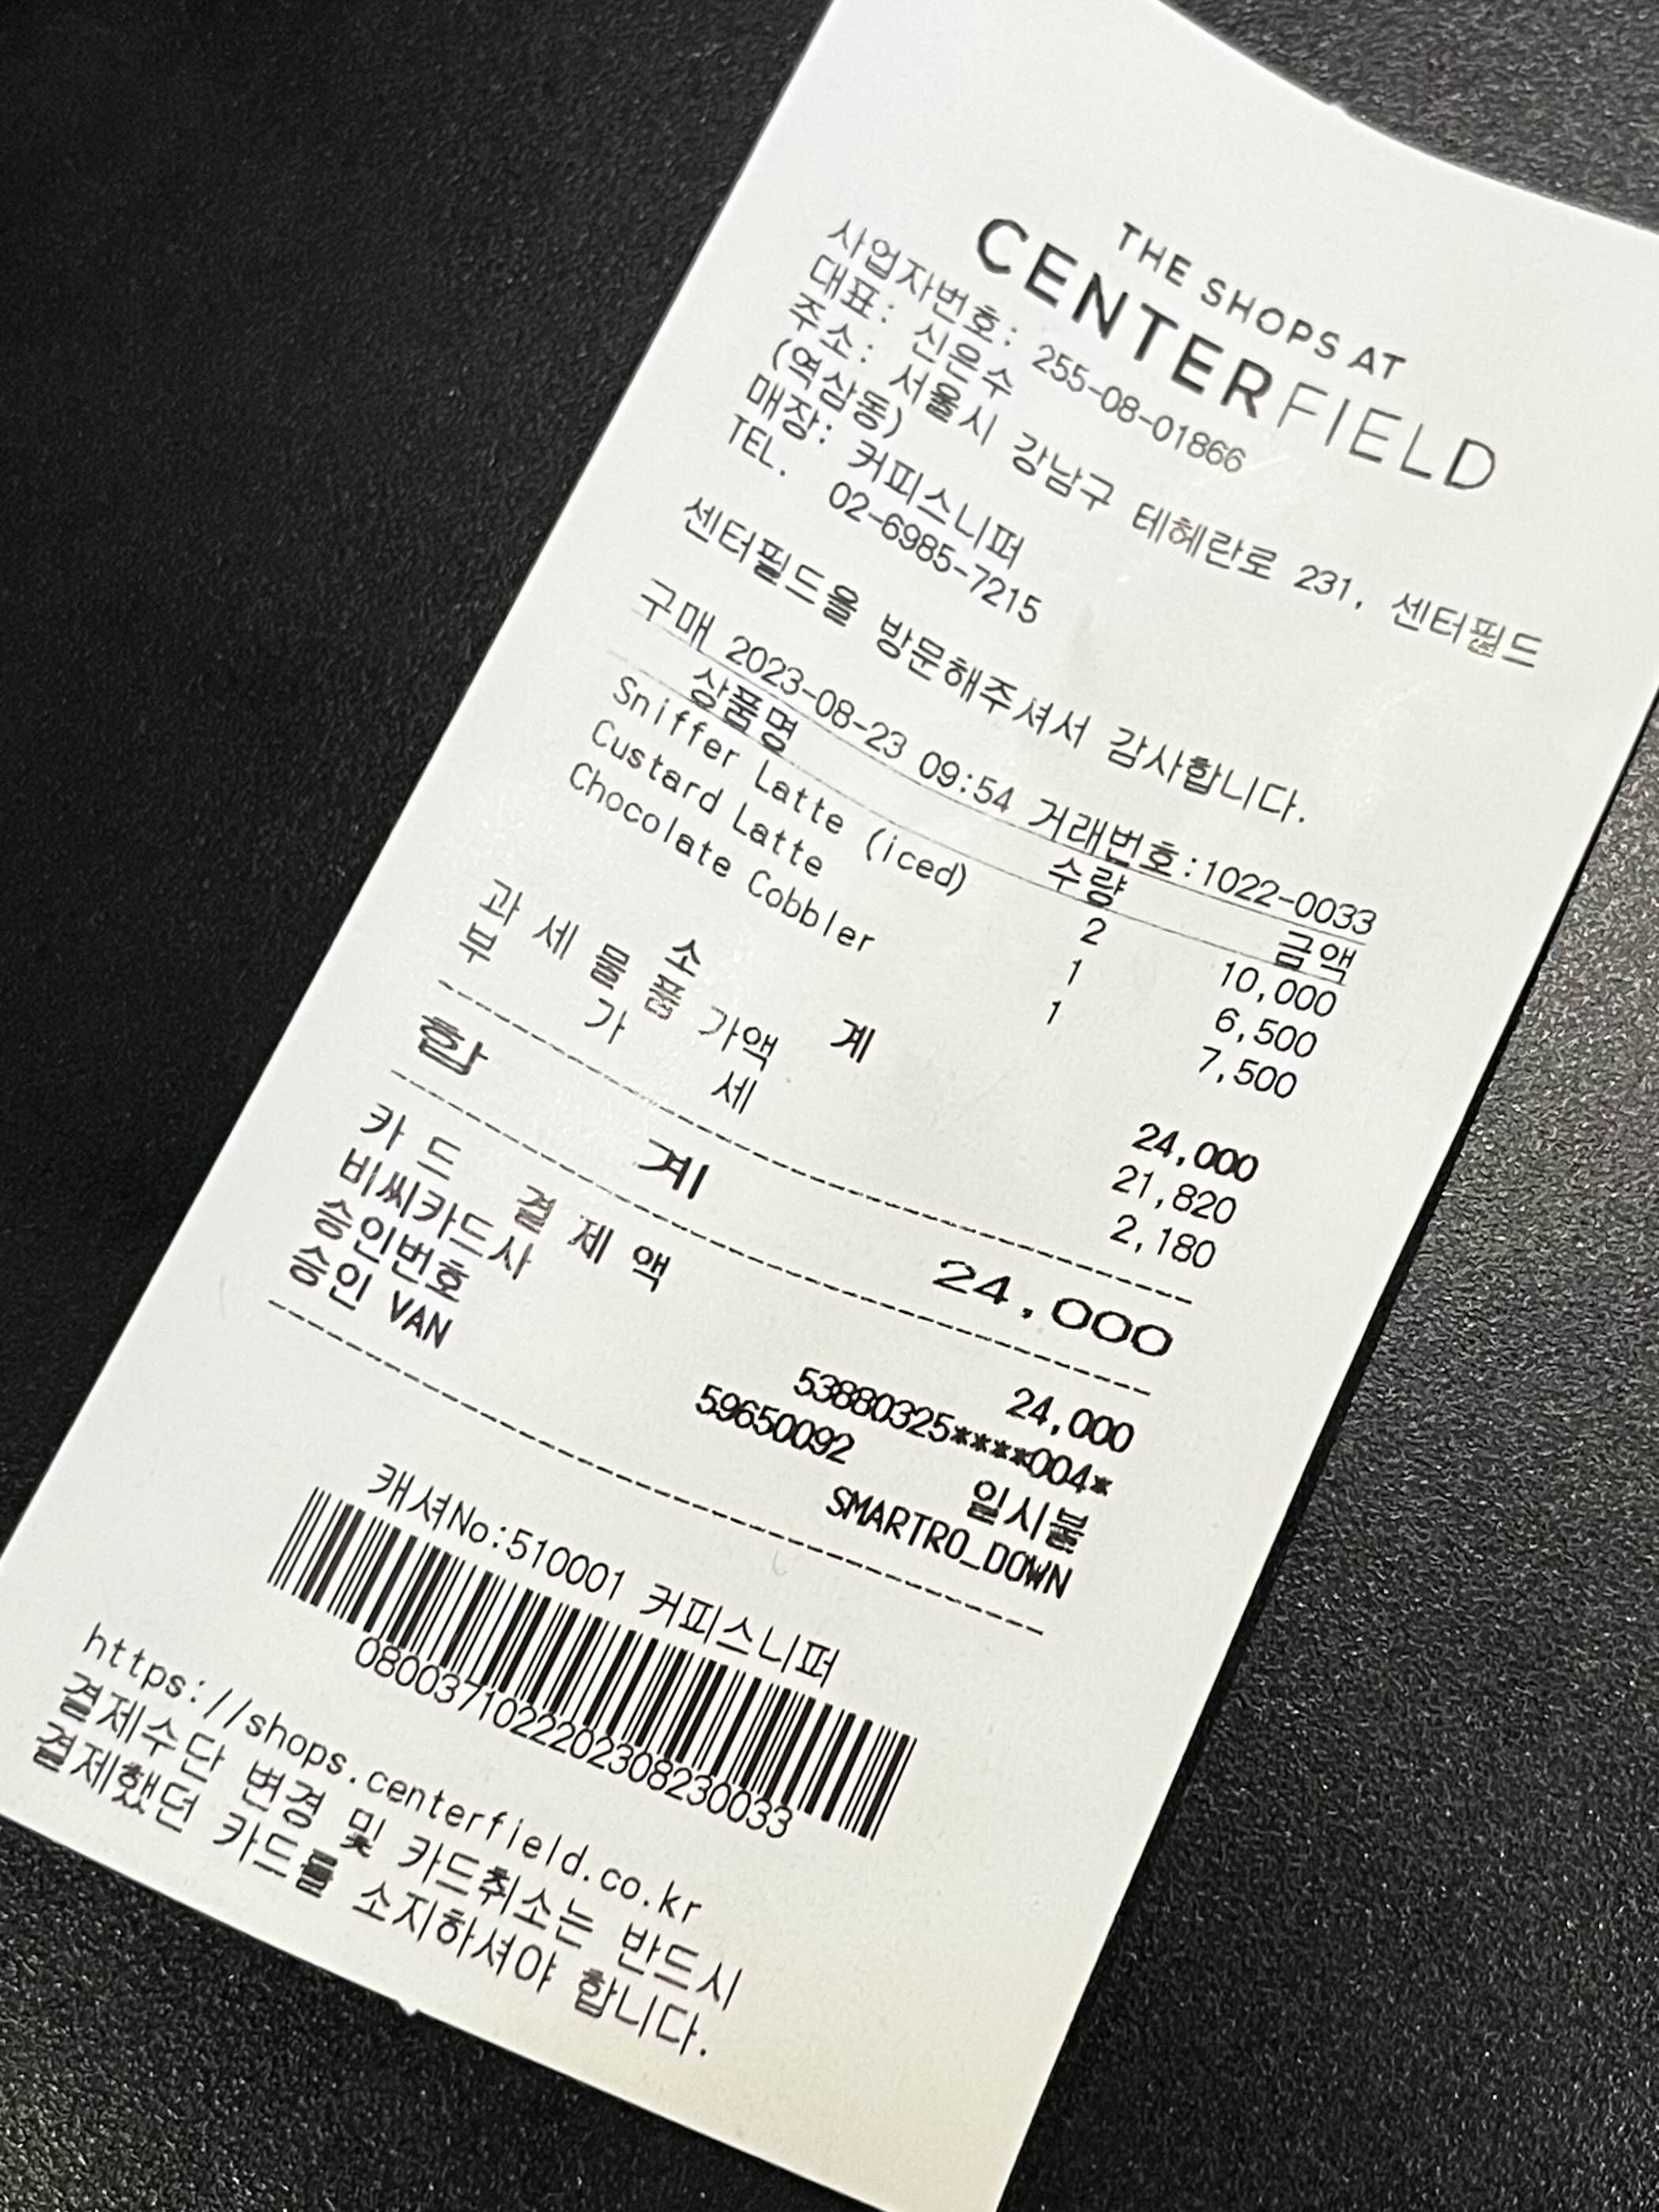 THE SHOPS AT
CENTERFIELD
사업자번호: 255-08-01866
대표: 신은수
주소: 서울시 강남구 테헤란로 231, 센터필드
(역삼동)
매장: 커피스니퍼
TEL. 02-6985-7215
센터필드을 방문해주셔서 감사합니다.
구매 2023-08-23 09:54 거래번호:1022-0033
상품명 수량 금액
Sniffer Latte (iced) 2 10,000
Custard Latte 1 6,500
Chocolate Cobbler 1 7,500
소 계 24,000
과 세 물 품 가액 21,820
부 가 세 2,180
합 계 24,000
카 드 결 제 액 24,000
비씨카드사 53880325****004*
승인번호 59650092 일시불
승인 VAN SMARTRO_DOWN
캐셔No:510001 커피스니퍼
0800371022202308230033
https://shops.centerfield.co.kr
결제수단 변경 및 카드취소는 반드시
결제했던 카드를 소지하셔야 합니다.